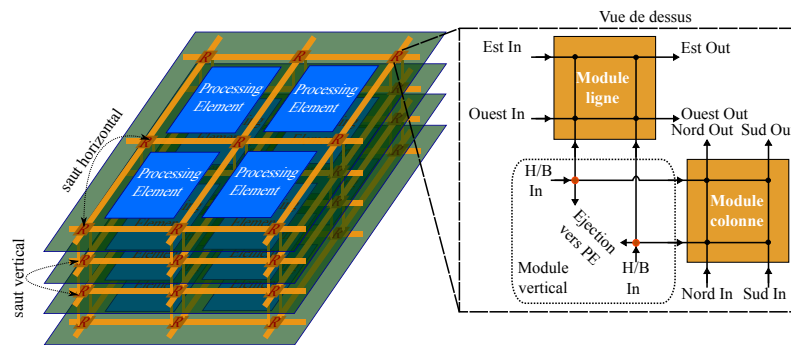 Vue de dessus
R
R
R
Processing
Element
Processing
Element
saut horizontal
R
R
R
Processing
Element
Processing
Element
R
R
R
saut vertical
R
R
R
R
R
R
R
R
R
Est In
Est Out
Module
ligne
Ouest In
Ouest Out
Nord Out
Sud Out
H/B
In
Module
colonne
Ejection
vers PE
Module
vertical
H/B
In
Nord In
Sud In